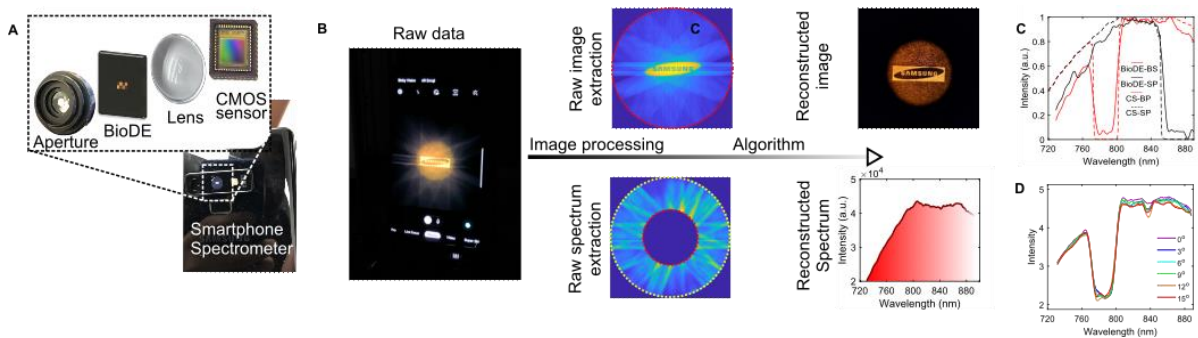 A
Aperture
BioDE
Lens
CMOS
sensor
Smartphone
Spectrometer
B
Raw data
Raw image
extraction
C
SAMSUNG
Reconstructed
image
SAMSUNG
SAMSUNG
Image processing
Algorithm
Raw spectrum
extraction
Reconstructed
Spectrum
×10⁴
5
4
3
2
Intensity (a.u.)
720 760 800 840 880
Wavelength (nm)
C
1
0.8
0.6
0.4
0.2
0
Intensity (a.u.)
BioDE-BS
BioDE-SP
CS-BP
CS-SP
720 760 800 840 880
Wavelength (nm)
D
5
4
3
2
Intensity (a.u.)
0°
3°
6°
9°
12°
15°
720 760 800 840 880
Wavelength (nm)